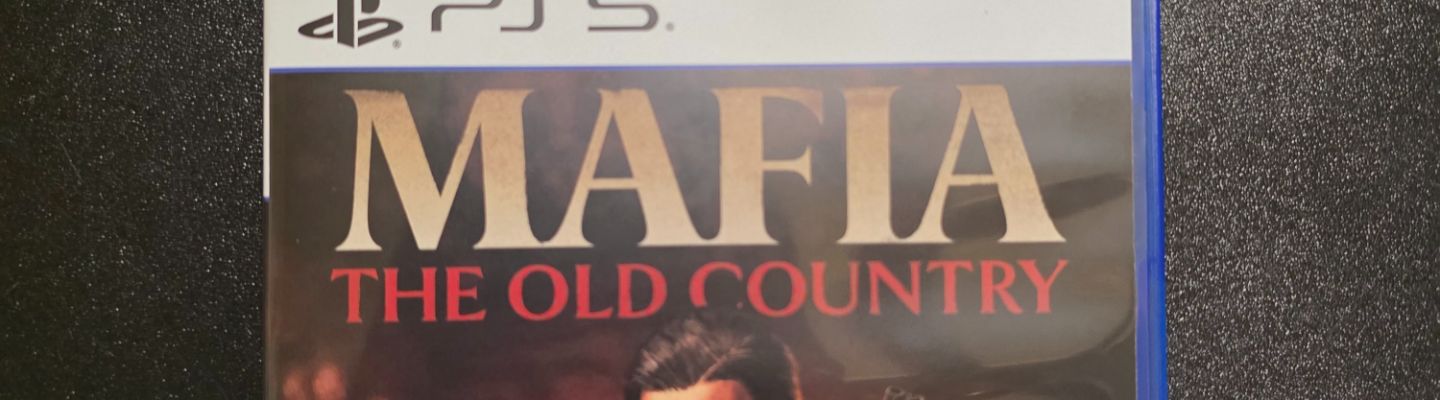 PS5
MAFIA
THE OLD COUNTRY